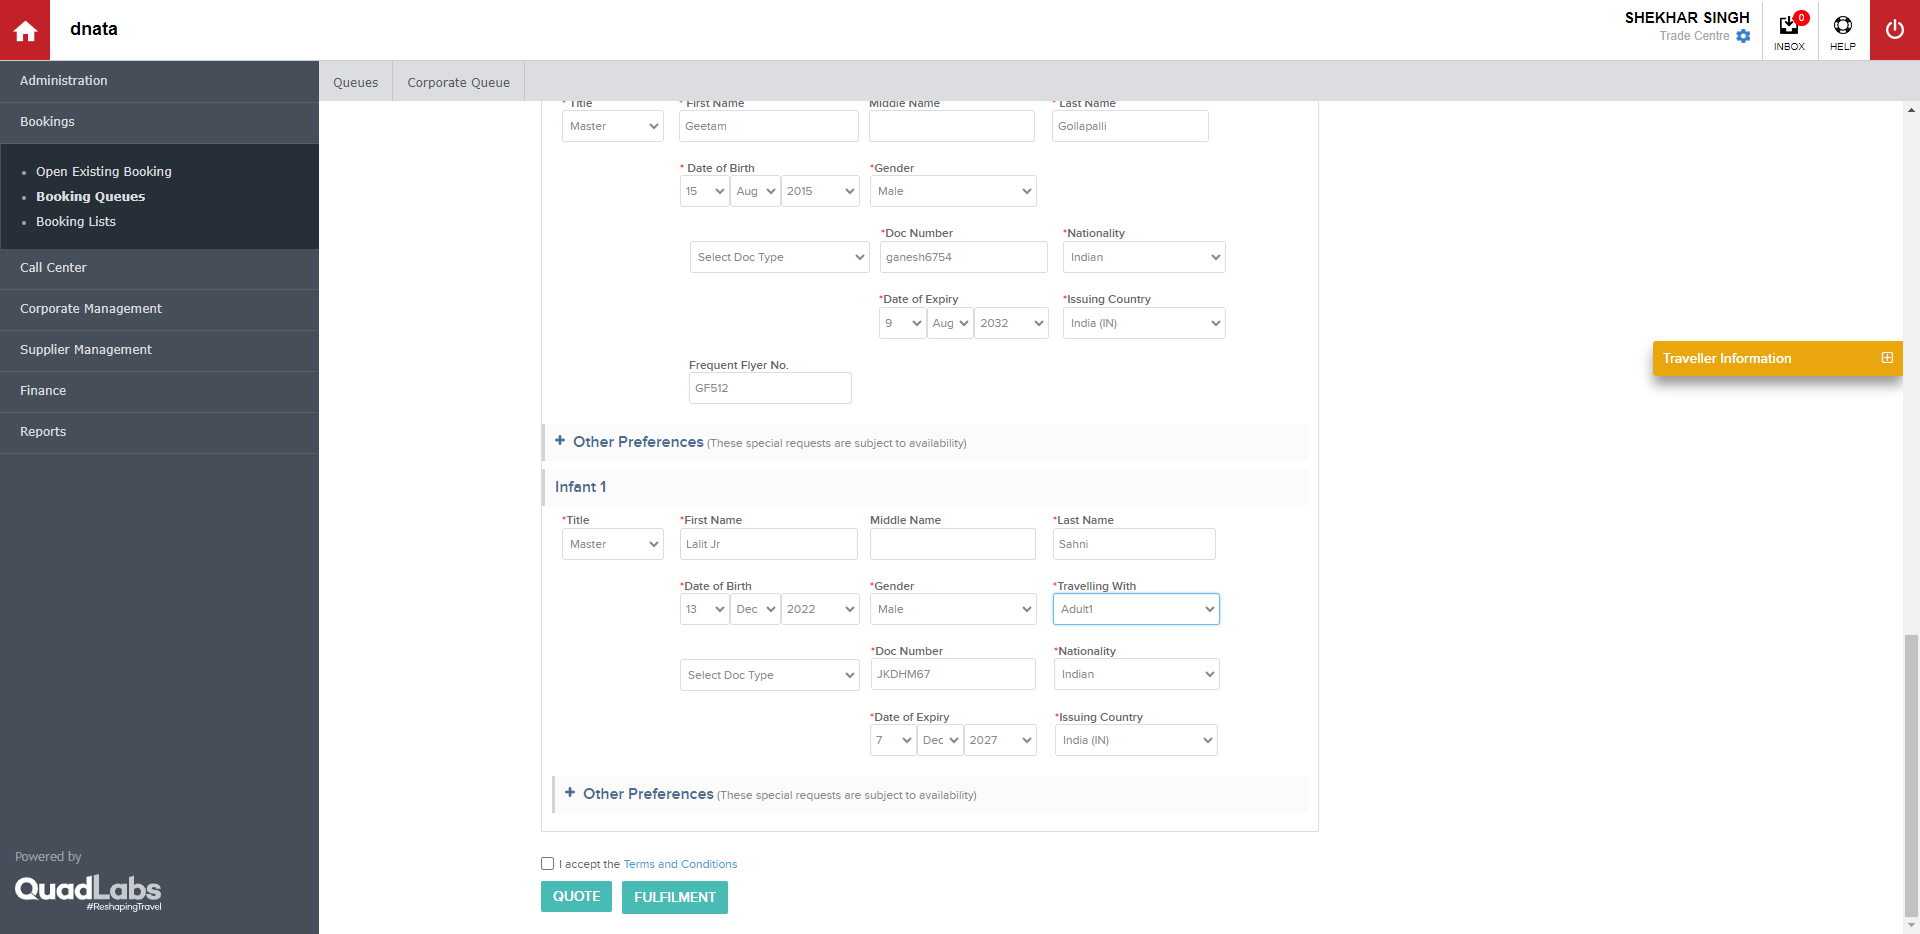 dnata
SHEKHAR SINGH
Trade Centre
0
INBOX
HELP
Administration
Bookings
Open Existing Booking
Booking Queues
Booking Lists
Call Center
Corporate Management
Supplier Management
Finance
Reports
Powered by
QuadLabs
#ReshapingTravel
Queues
Corporate Queue
* Title * First Name Middle Name * Last Name
Master Geetam Gollapalli
* Date of Birth *Gender
15 Aug 2015 Male
*Doc Number *Nationality
Select Doc Type ganesh6754 Indian
*Date of Expiry *Issuing Country
9 Aug 2032 India (IN)
Frequent Flyer No.
GF512
+ Other Preferences (These special requests are subject to availability)
Infant 1
*Title *First Name Middle Name *Last Name
Master Lalit Jr Sahni
*Date of Birth *Gender *Travelling With
13 Dec 2022 Male Adult1
*Doc Number *Nationality
Select Doc Type JKDHM67 Indian
*Date of Expiry *Issuing Country
7 Dec 2027 India (IN)
+ Other Preferences (These special requests are subject to availability)
I accept the Terms and Conditions
QUOTE FULFILMENT
Traveller Information